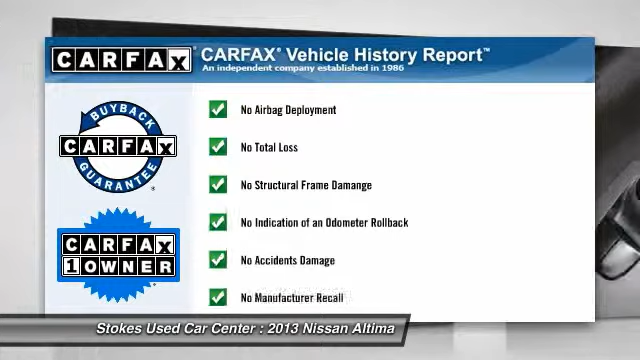 CARFAX
CARFAX® Vehicle History Report™
An independent company established in 1986
BUYBACK
CARFAX
GUARANTEE
CARFAX
1 OWNER
No Airbag Deployment
No Total Loss
No Structural Frame Damange
No Indication of an Odometer Rollback
No Accidents Damage
No Manufacturer Recall
Stokes Used Car Center : 2013 Nissan Altima